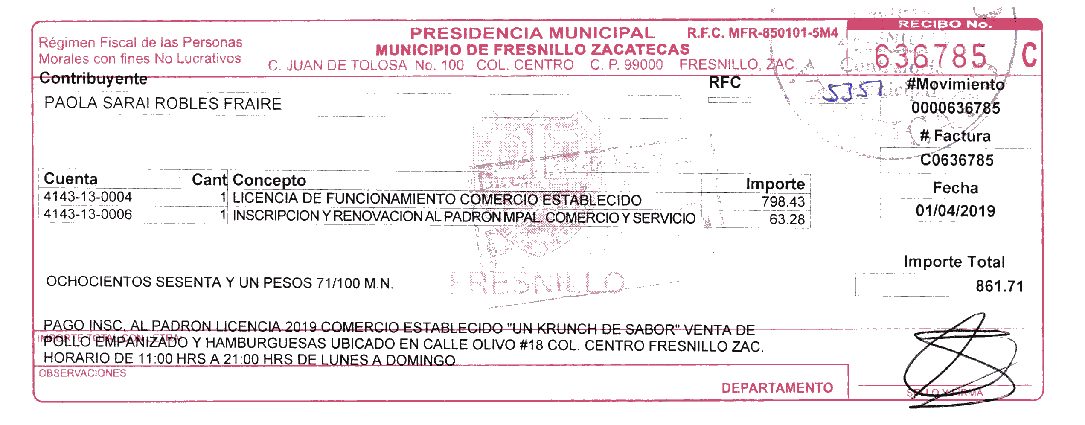 PRESIDENCIA MUNICIPAL R.F.C. MFR-850101-5M4
MUNICIPIO DE FRESNILLO ZACATECAS
C. JUAN DE TOLOSA No. 100 COL. CENTRO C. P. 99000 FRESNILLO, ZAC.
Régimen Fiscal de las Personas
Morales con fines No Lucrativos
RECIBO No.
636785 C
Contribuyente
RFC
PAOLA SARAI ROBLES FRAIRE
5351
#Movimiento
0000636785
# Factura
C0636785
Fecha
01/04/2019
Cuenta Cant Concepto Importe
4143-13-0004 1 LICENCIA DE FUNCIONAMIENTO COMERCIO ESTABLECIDO 798.43
4143-13-0006 1 INSCRIPCION Y RENOVACION AL PADRON MPAL. COMERCIO Y SERVICIO 63.28
FRESNILLO
Importe Total
861.71
OCHOCIENTOS SESENTA Y UN PESOS 71/100 M.N.
PAGO INSC. AL PADRON LICENCIA 2019 COMERCIO ESTABLECIDO "UN KRUNCH DE SABOR" VENTA DE
POLLO EMPANIZADO Y HAMBURGUESAS UBICADO EN CALLE OLIVO #18 COL. CENTRO FRESNILLO ZAC.
HORARIO DE 11:00 HRS A 21:00 HRS DE LUNES A DOMINGO
OBSERVACIONES
DEPARTAMENTO
SELLO Y FIRMA